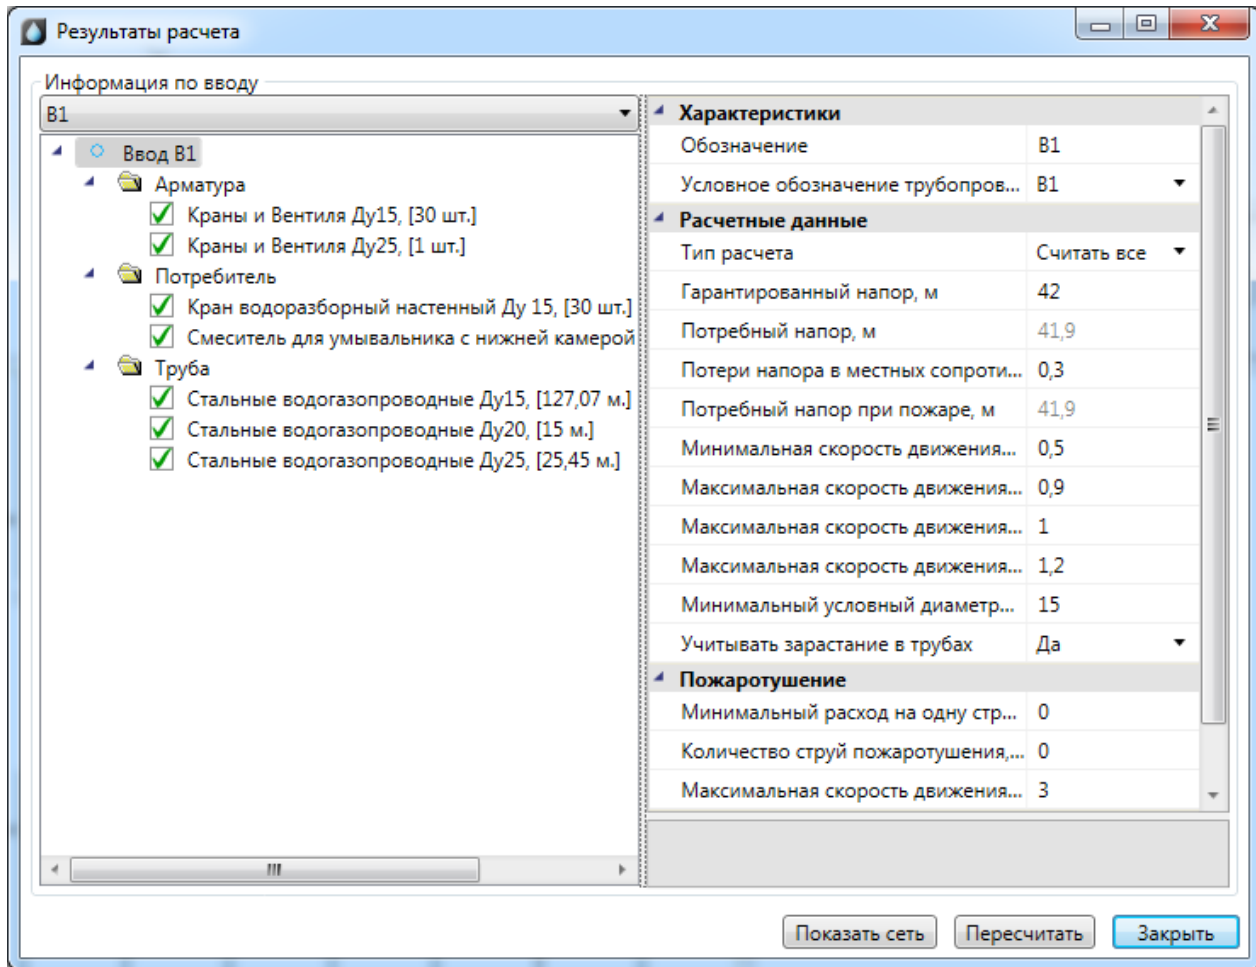 Результаты расчета
Информация по вводу
В1
Ввод В1
Арматура
Краны и Вентиля Ду15, [30 шт.]
Краны и Вентиля Ду25, [1 шт.]
Потребитель
Кран водоразборный настенный Ду 15, [30 шт.]
Смеситель для умывальника с нижней камерой
Труба
Стальные водогазопроводные Ду15, [127,07 м.]
Стальные водогазопроводные Ду20, [15 м.]
Стальные водогазопроводные Ду25, [25,45 м.]
Характеристики
Обозначение В1
Условное обозначение трубопров... В1
Расчетные данные
Тип расчета Считать все
Гарантированный напор, м 42
Потребный напор, м 41,9
Потери напора в местных сопроти... 0,3
Потребный напор при пожаре, м 41,9
Минимальная скорость движения... 0,5
Максимальная скорость движения... 0,9
Максимальная скорость движения... 1
Максимальная скорость движения... 1,2
Минимальный условный диаметр... 15
Учитывать зарастание в трубах Да
Пожаротушение
Минимальный расход на одну стр... 0
Количество струй пожаротушения,... 0
Максимальная скорость движения... 3
Показать сеть Пересчитать Закрыть